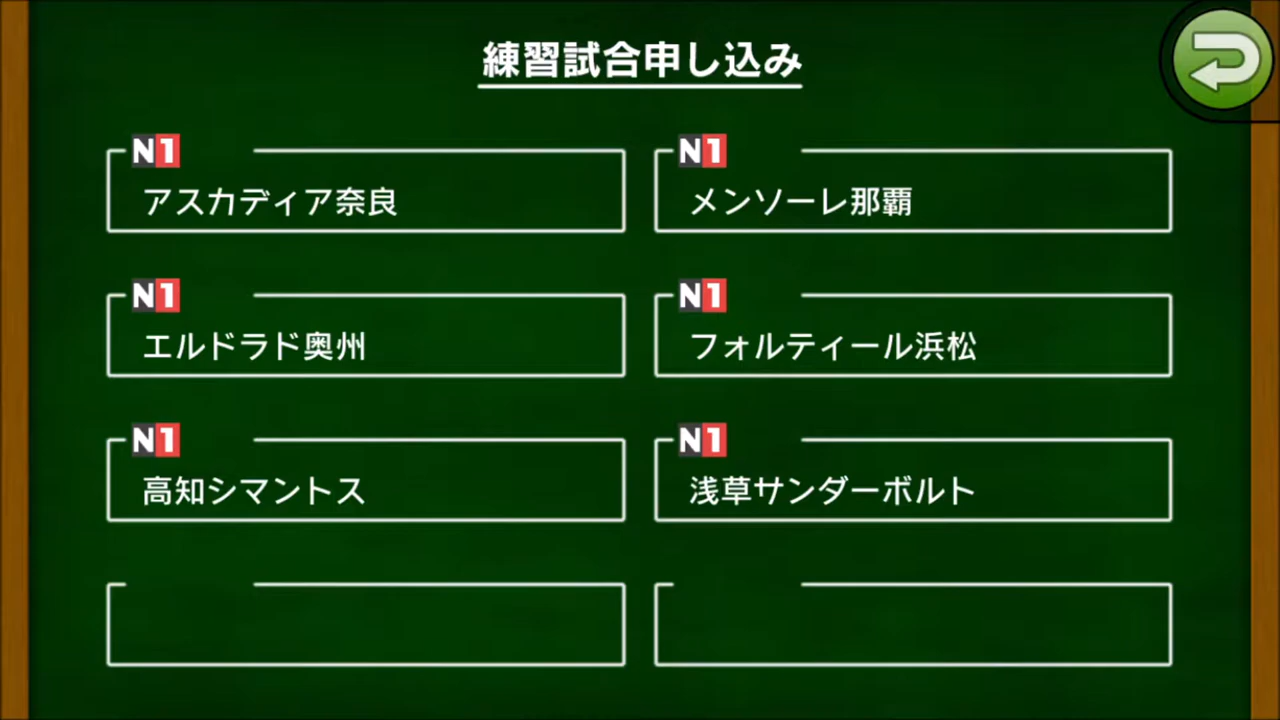 練習試合申し込み
N1
アスカディア奈良
N1
メンソーレ那覇
N1
エルドラド奥州
N1
フォルティール浜松
N1
高知シマントス
N1
浅草サンダーボルト